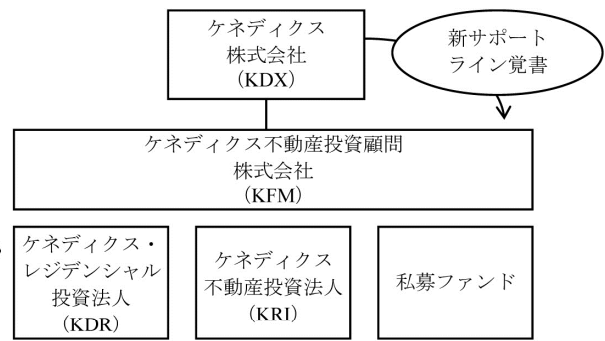 ケネディクス
株式会社
（KDX）
新サポート
ライン覚書
ケネディクス不動産投資顧問
株式会社
（KFM）
ケネディクス・
レジデンシャル
投資法人
（KDR）
ケネディクス
不動産投資法人
（KRI）
私募ファンド